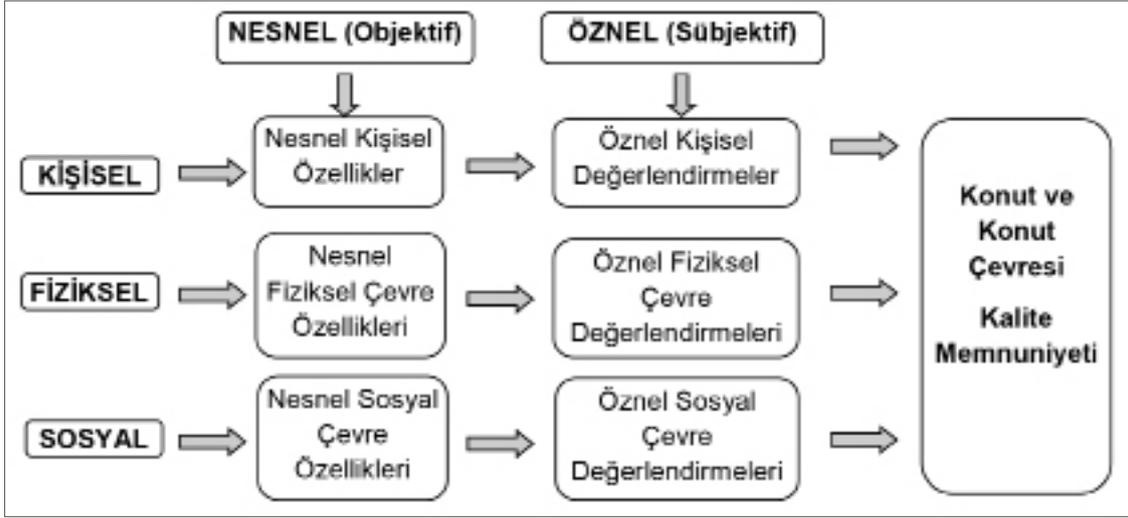 NESNEL (Objektif)
ÖZNEL (Sübjektif)
KİŞİSEL
Nesnel Kişisel
Özellikler
Öznel Kişisel
Değerlendirmeler
FİZİKSEL
Nesnel
Fiziksel Çevre
Özellikleri
Öznel Fiziksel
Çevre
Değerlendirmeleri
SOSYAL
Nesnel Sosyal
Çevre
Özellikleri
Öznel Sosyal
Çevre
Değerlendirmeleri
Konut ve
Konut
Çevresi
Kalite
Memnuniyeti